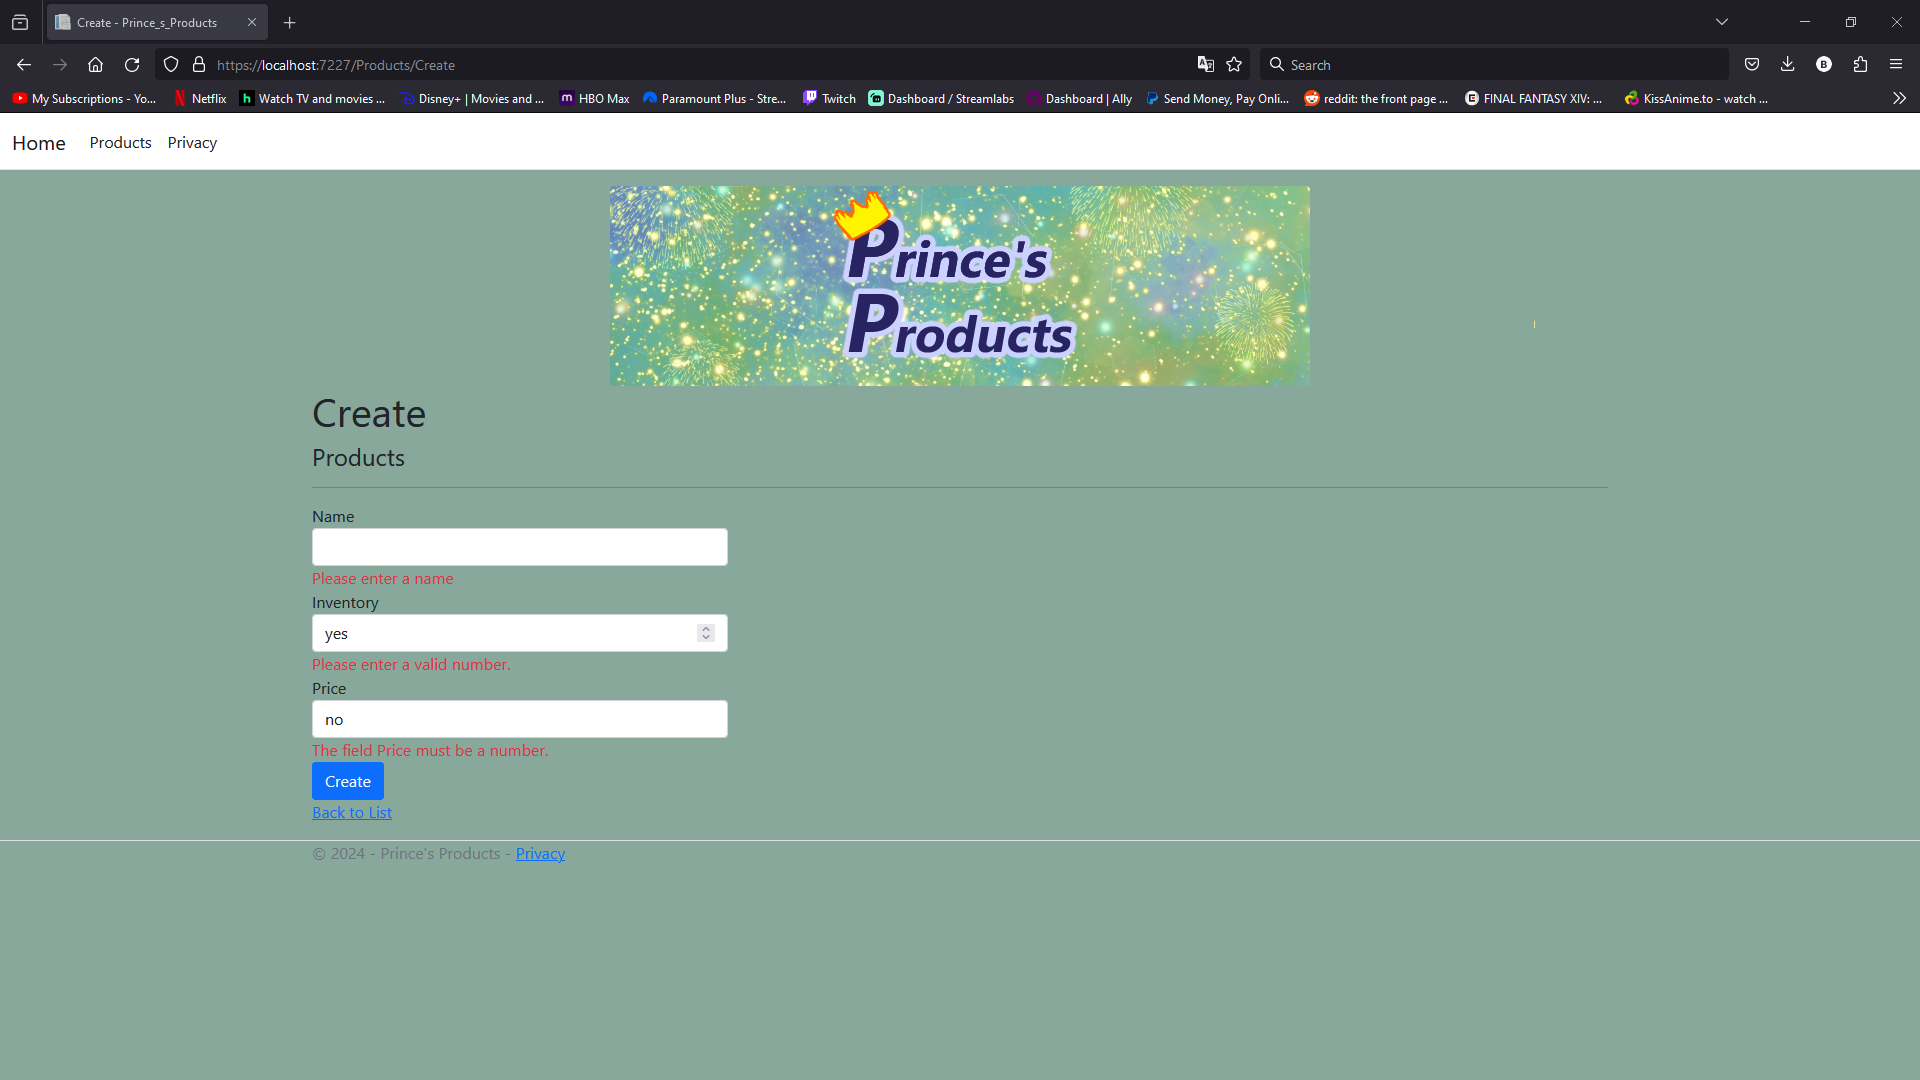 Create - Prince_s_Products
https://localhost:7227/Products/Create
Search
My Subscriptions - Yo...
Netflix
Watch TV and movies ...
Disney+ | Movies and ...
HBO Max
Paramount Plus - Stre...
Twitch
Dashboard / Streamlabs
Dashboard | Ally
Send Money, Pay Onli...
reddit: the front page ...
FINAL FANTASY XIV: ...
KissAnime.to - watch ...
Home
Products
Privacy
Prince's
Products
Create
Products
Name
Please enter a name
Inventory
yes
Please enter a valid number.
Price
no
The field Price must be a number.
Create
Back to List
© 2024 - Prince's Products - Privacy